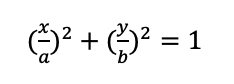 (x/a)² + (y/b)² = 1